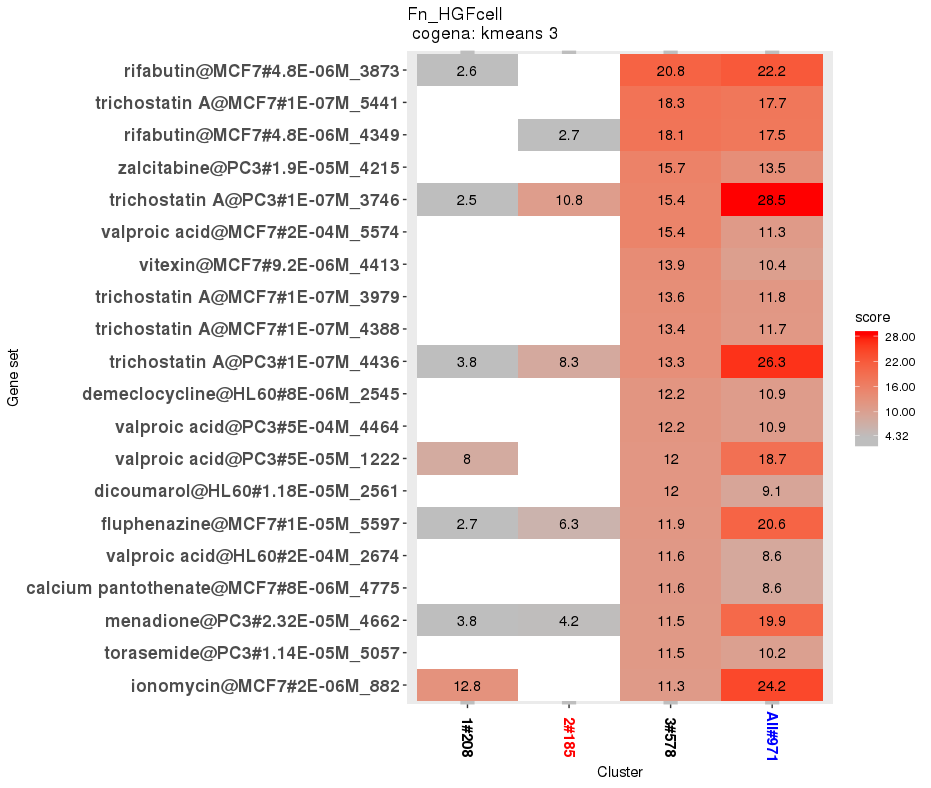 Fn_HGFcell
cogena: kmeans 3
rifabutin@MCF7#4.8E-06M_3873 2.6 20.8 22.2
trichostatin A@MCF7#1E-07M_5441 18.3 17.7
rifabutin@MCF7#4.8E-06M_4349 2.7 18.1 17.5
zalcitabine@PC3#1.9E-05M_4215 15.7 13.5
trichostatin A@PC3#1E-07M_3746 2.5 10.8 15.4 28.5
valproic acid@MCF7#2E-04M_5574 15.4 11.3
vitexin@MCF7#9.2E-06M_4413 13.9 10.4
trichostatin A@MCF7#1E-07M_3979 13.6 11.8
trichostatin A@MCF7#1E-07M_4388 13.4 11.7
trichostatin A@PC3#1E-07M_4436 3.8 8.3 13.3 26.3
demeclocycline@HL60#8E-06M_2545 12.2 10.9
valproic acid@PC3#5E-04M_4464 12.2 10.9
valproic acid@PC3#5E-05M_1222 8 12 18.7
dicoumarol@HL60#1.18E-05M_2561 12 9.1
fluphenazine@MCF7#1E-05M_5597 2.7 6.3 11.9 20.6
valproic acid@HL60#2E-04M_2674 11.6 8.6
calcium pantothenate@MCF7#8E-06M_4775 11.6 8.6
menadione@PC3#2.32E-05M_4662 3.8 4.2 11.5 19.9
torasemide@PC3#1.14E-05M_5057 11.5 10.2
ionomycin@MCF7#2E-06M_882 12.8 11.3 24.2
Gene set
1#208 2#185 3#578 All#971
Cluster
score
28.00
22.00
16.00
10.00
4.32